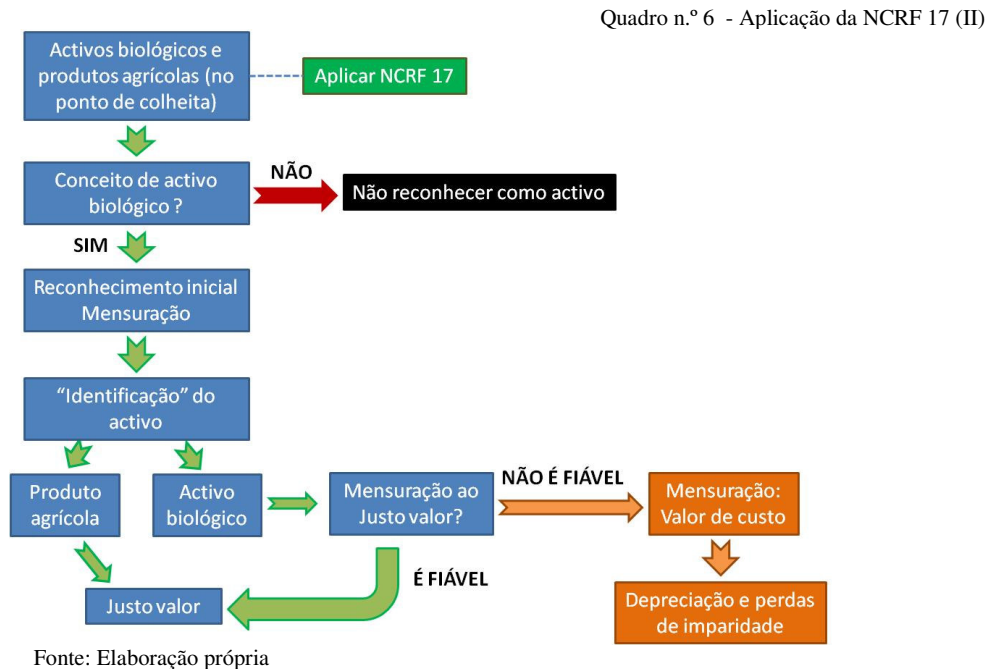 Quadro n.º 6 - Aplicação da NCRF 17 (II)
Activos biológicos e
produtos agrícolas (no
ponto de colheita)
Aplicar NCRF 17
Conceito de activo
biológico ?
NÃO
Não reconhecer como activo
SIM
Reconhecimento inicial
Mensuração
“Identificação” do
activo
Produto
agrícola
Activo
biológico
Mensuração ao
Justo valor?
NÃO É FIÁVEL
Mensuração:
Valor de custo
É FIÁVEL
Justo valor
Depreciação e perdas
de imparidade
Fonte: Elaboração própria